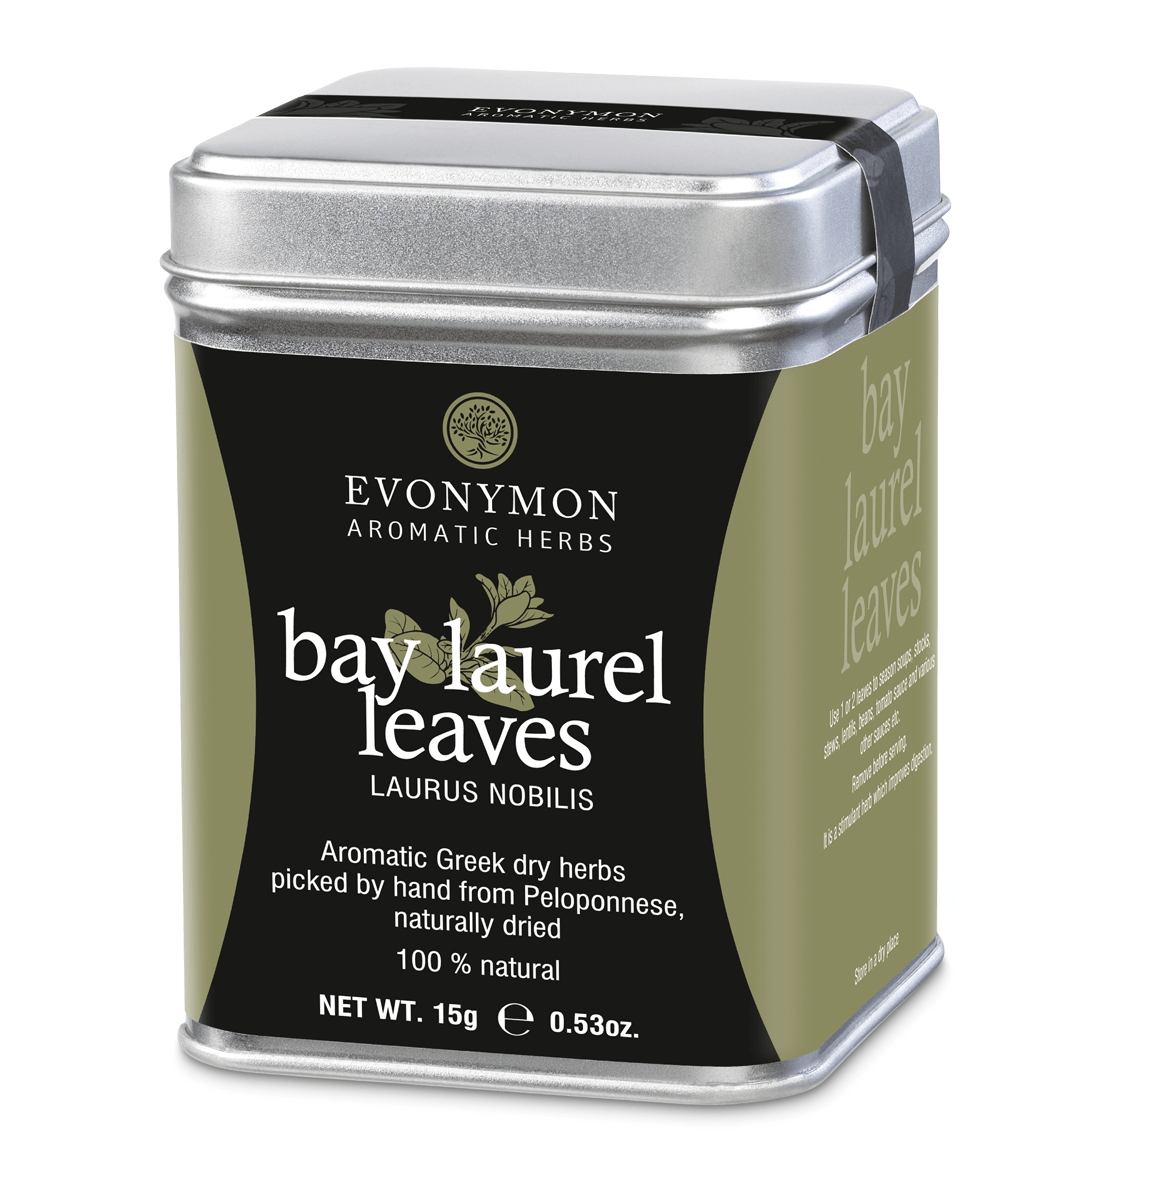 EVONYMON
AROMATIC HERBS
EVONYMON
AROMATIC HERBS
bay laurel
leaves
LAURUS NOBILIS
Aromatic Greek dry herbs
picked by hand from Peloponnese,
naturally dried
100 % natural
NET WT. 15g ℮ 0.53oz.
bay
laurel
leaves
Use 1 or 2 leaves to season soups, stocks,
stews, lentils, beans, tomato sauce and various
other sauces etc.
Remove before serving.
It is a stimulant herb which improves digestion.
Store in a dry place